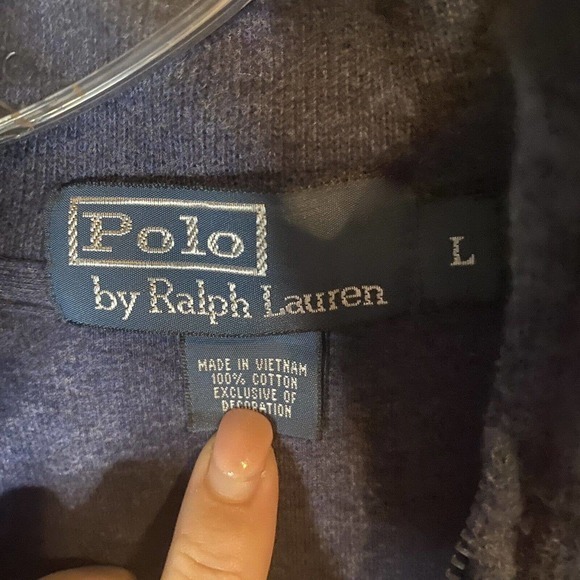 Polo
by Ralph Lauren
L
MADE IN VIETNAM
100% COTTON
EXCLUSIVE OF
DECORATION